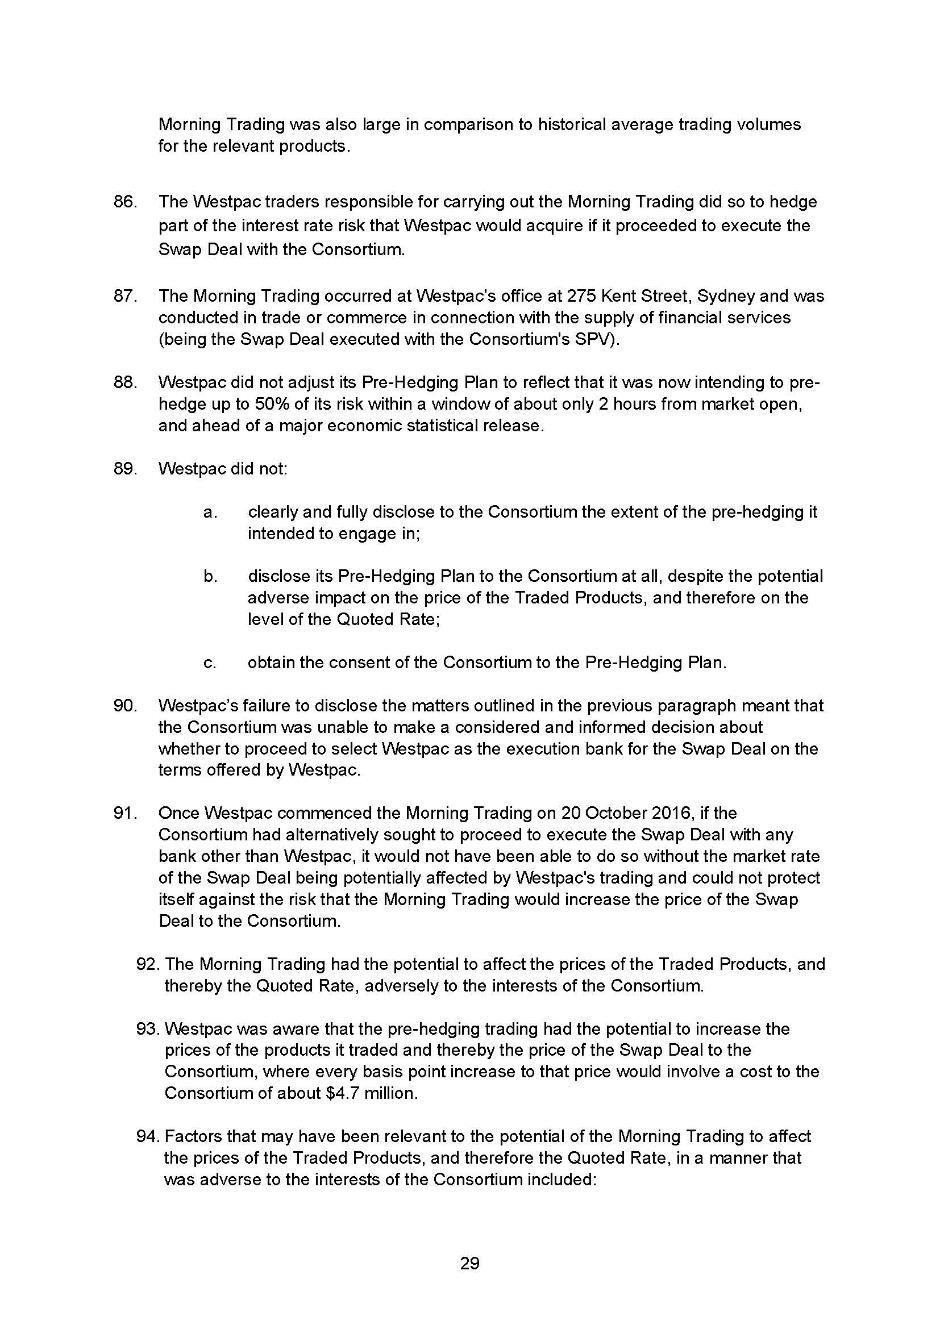 Morning Trading was also large in comparison to historical average trading volumes
for the relevant products.
86. The Westpac traders responsible for carrying out the Morning Trading did so to hedge
part of the interest rate risk that Westpac would acquire if it proceeded to execute the
Swap Deal with the Consortium.
87. The Morning Trading occurred at Westpac's office at 275 Kent Street, Sydney and was
conducted in trade or commerce in connection with the supply of financial services
(being the Swap Deal executed with the Consortium's SPV).
88. Westpac did not adjust its Pre-Hedging Plan to reflect that it was now intending to pre-
hedge up to 50% of its risk within a window of about only 2 hours from market open,
and ahead of a major economic statistical release.
89. Westpac did not:
a. clearly and fully disclose to the Consortium the extent of the pre-hedging it
intended to engage in;
b. disclose its Pre-Hedging Plan to the Consortium at all, despite the potential
adverse impact on the price of the Traded Products, and therefore on the
level of the Quoted Rate;
c. obtain the consent of the Consortium to the Pre-Hedging Plan.
90. Westpac's failure to disclose the matters outlined in the previous paragraph meant that
the Consortium was unable to make a considered and informed decision about
whether to proceed to select Westpac as the execution bank for the Swap Deal on the
terms offered by Westpac.
91. Once Westpac commenced the Morning Trading on 20 October 2016, if the
Consortium had alternatively sought to proceed to execute the Swap Deal with any
bank other than Westpac, it would not have been able to do so without the market rate
of the Swap Deal being potentially affected by Westpac's trading and could not protect
itself against the risk that the Morning Trading would increase the price of the Swap
Deal to the Consortium.
92. The Morning Trading had the potential to affect the prices of the Traded Products, and
thereby the Quoted Rate, adversely to the interests of the Consortium.
93. Westpac was aware that the pre-hedging trading had the potential to increase the
prices of the products it traded and thereby the price of the Swap Deal to the
Consortium, where every basis point increase to that price would involve a cost to the
Consortium of about $4.7 million.
94. Factors that may have been relevant to the potential of the Morning Trading to affect
the prices of the Traded Products, and therefore the Quoted Rate, in a manner that
was adverse to the interests of the Consortium included:
29